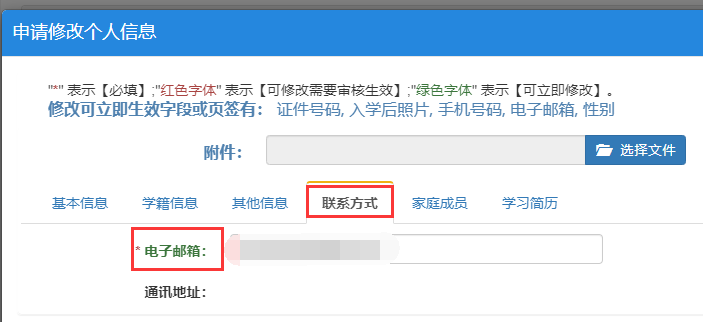 申请修改个人信息
"*" 表示【必填】;"红色字体" 表示【可修改需要审核生效】;"绿色字体" 表示【可立即修改】。
修改可立即生效字段或页签有： 证件号码, 入学后照片, 手机号码, 电子邮箱, 性别
附件： 选择文件
基本信息 学籍信息 其他信息 联系方式 家庭成员 学习简历
* 电子邮箱：
通讯地址：